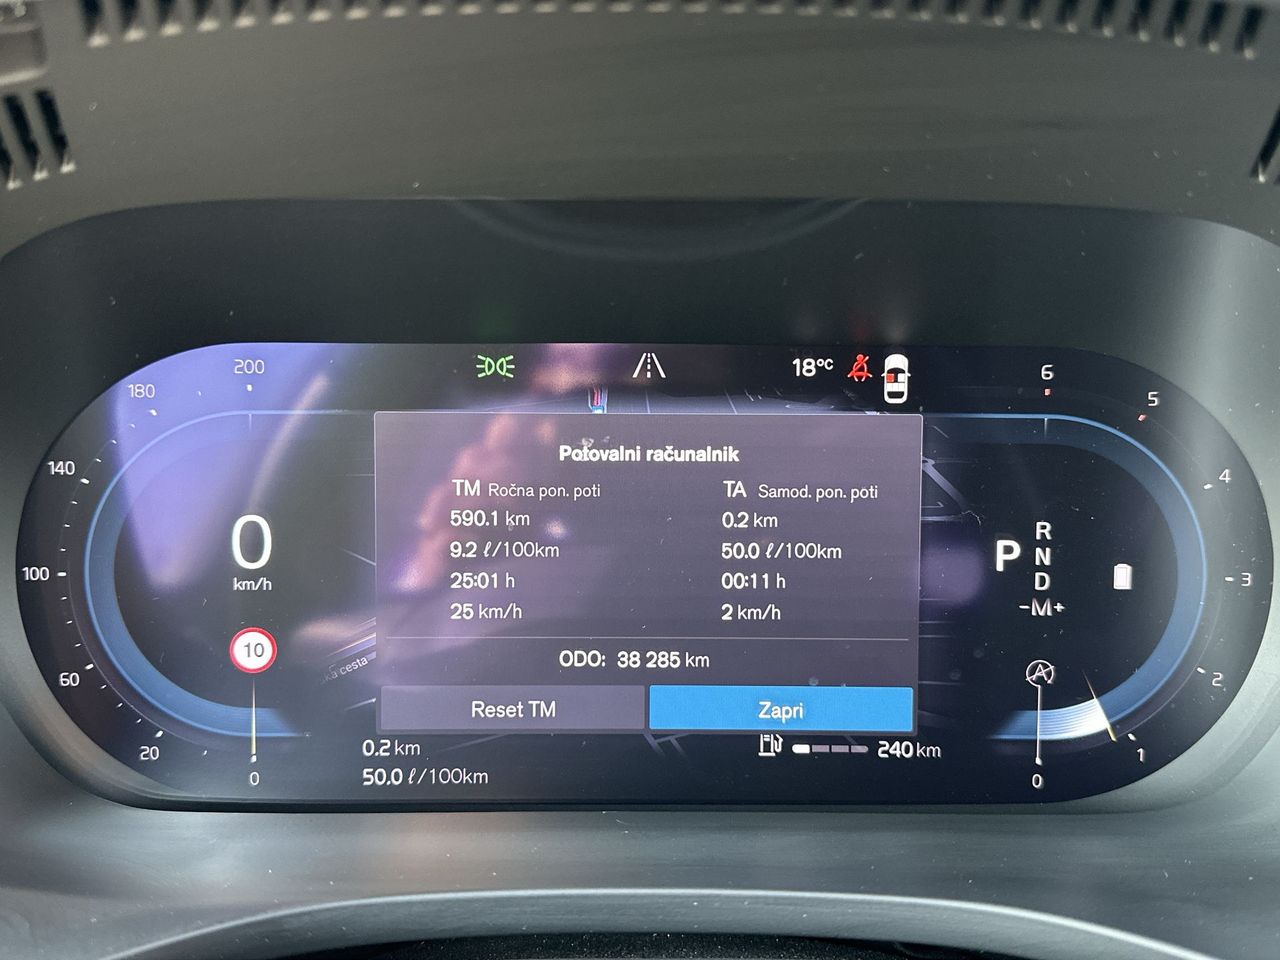 200
180
140
100
60
20
0
0
km/h
10
18°C
Potovalni računalnik
TM Ročna pon. poti
590.1 km
9.2 ℓ/100km
25:01 h
25 km/h
TA Samod. pon. poti
0.2 km
50.0 ℓ/100km
00:11 h
2 km/h
ODO: 38 285 km
Reset TM
Zapri
cesta
0.2 km
50.0 ℓ/100km
240 km
P
R
N
D
-M+
A
6
5
4
3
2
1
0